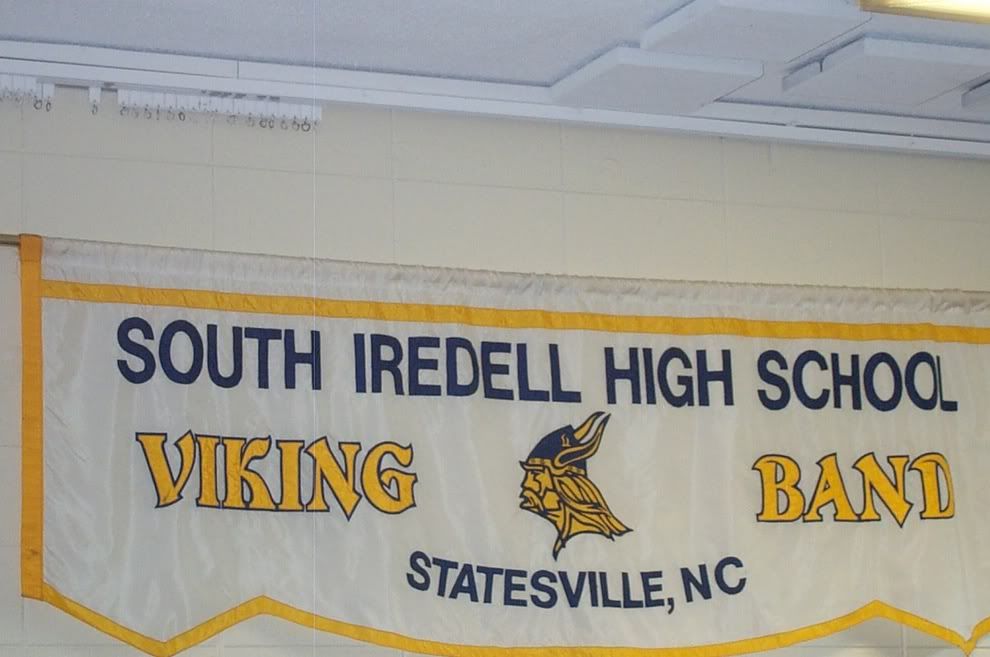 SOUTH IREDELL HIGH SCHOOL
VIKING BAND
STATESVILLE, NC